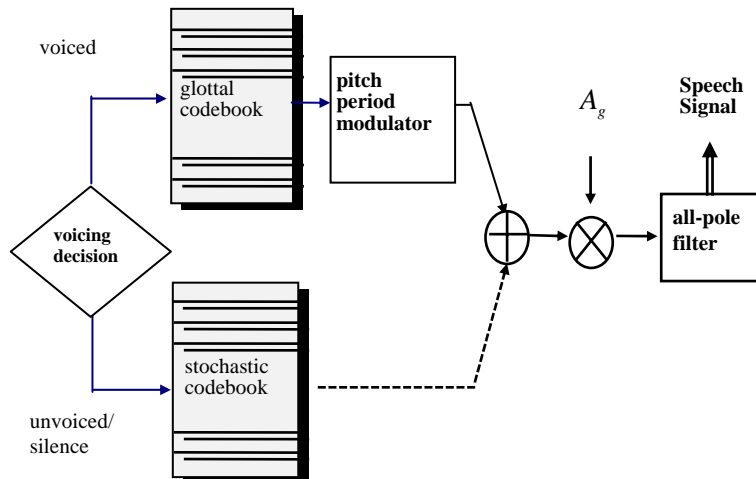 voiced
glottal
codebook
pitch
period
modulator
A_g
Speech
Signal
all-pole
filter
voicing
decision
stochastic
codebook
unvoiced/
silence